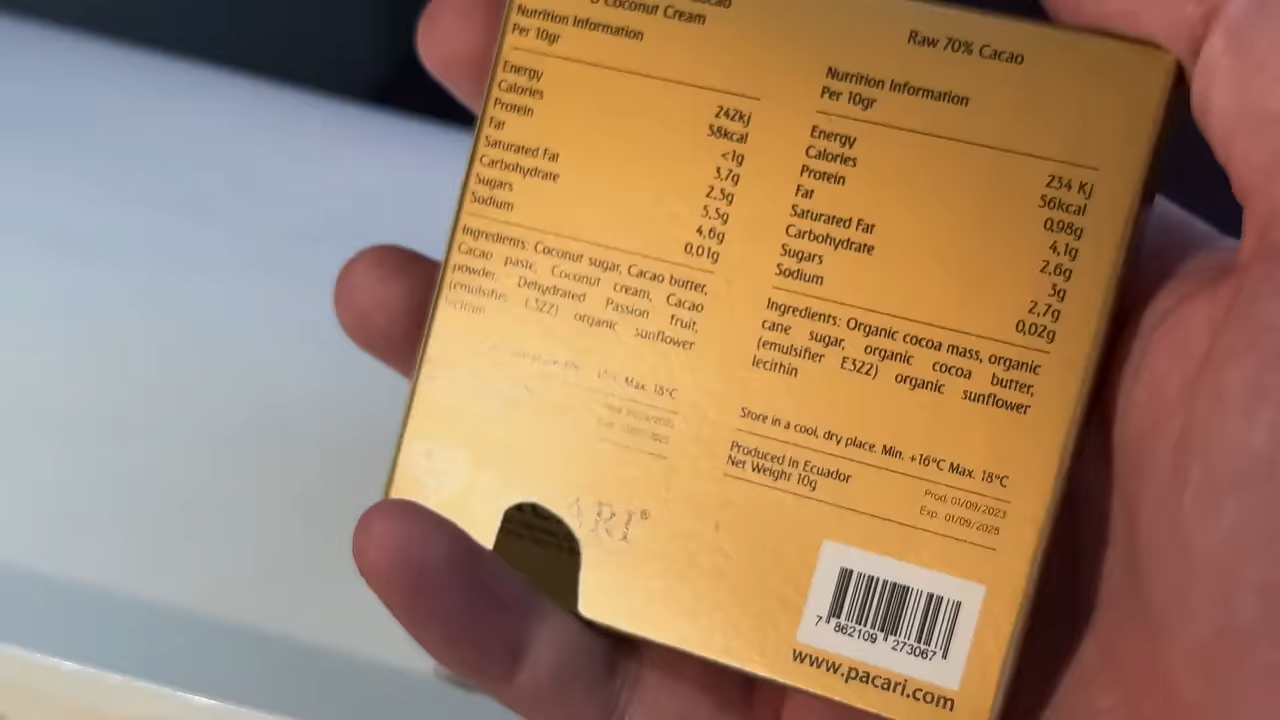 Coconut Cream
Nutrition Information
Per 10gr
Energy 242kj
Calories 58kcal
Protein <1g
Fat 3,7g
Saturated Fat 2.5g
Carbohydrate 5,5g
Sugars 4,6g
Sodium 0,01g
Ingredients: Coconut sugar, Cacao butter,
Cacao paste, Coconut cream, Cacao
powder, Dehydrated Passion fruit,
(emulsifier E322) organic sunflower
lecithin
Max. 18°C
ARI®
Raw 70% Cacao
Nutrition Information
Per 10gr
Energy 234 Kj
Calories 56kcal
Protein 0,98g
Fat 4,1g
Saturated Fat 2,6g
Carbohydrate 3g
Sugars 2,7g
Sodium 0,02g
Ingredients: Organic cocoa mass, organic
cane sugar, organic cocoa butter,
(emulsifier E322) organic sunflower
lecithin
Store in a cool, dry place. Min. +16°C Max. 18°C
Produced in Ecuador
Net Weight 10g
Prod. 01/09/2023
Exp. 01/09/2025
7 862109 273067
www.pacari.com